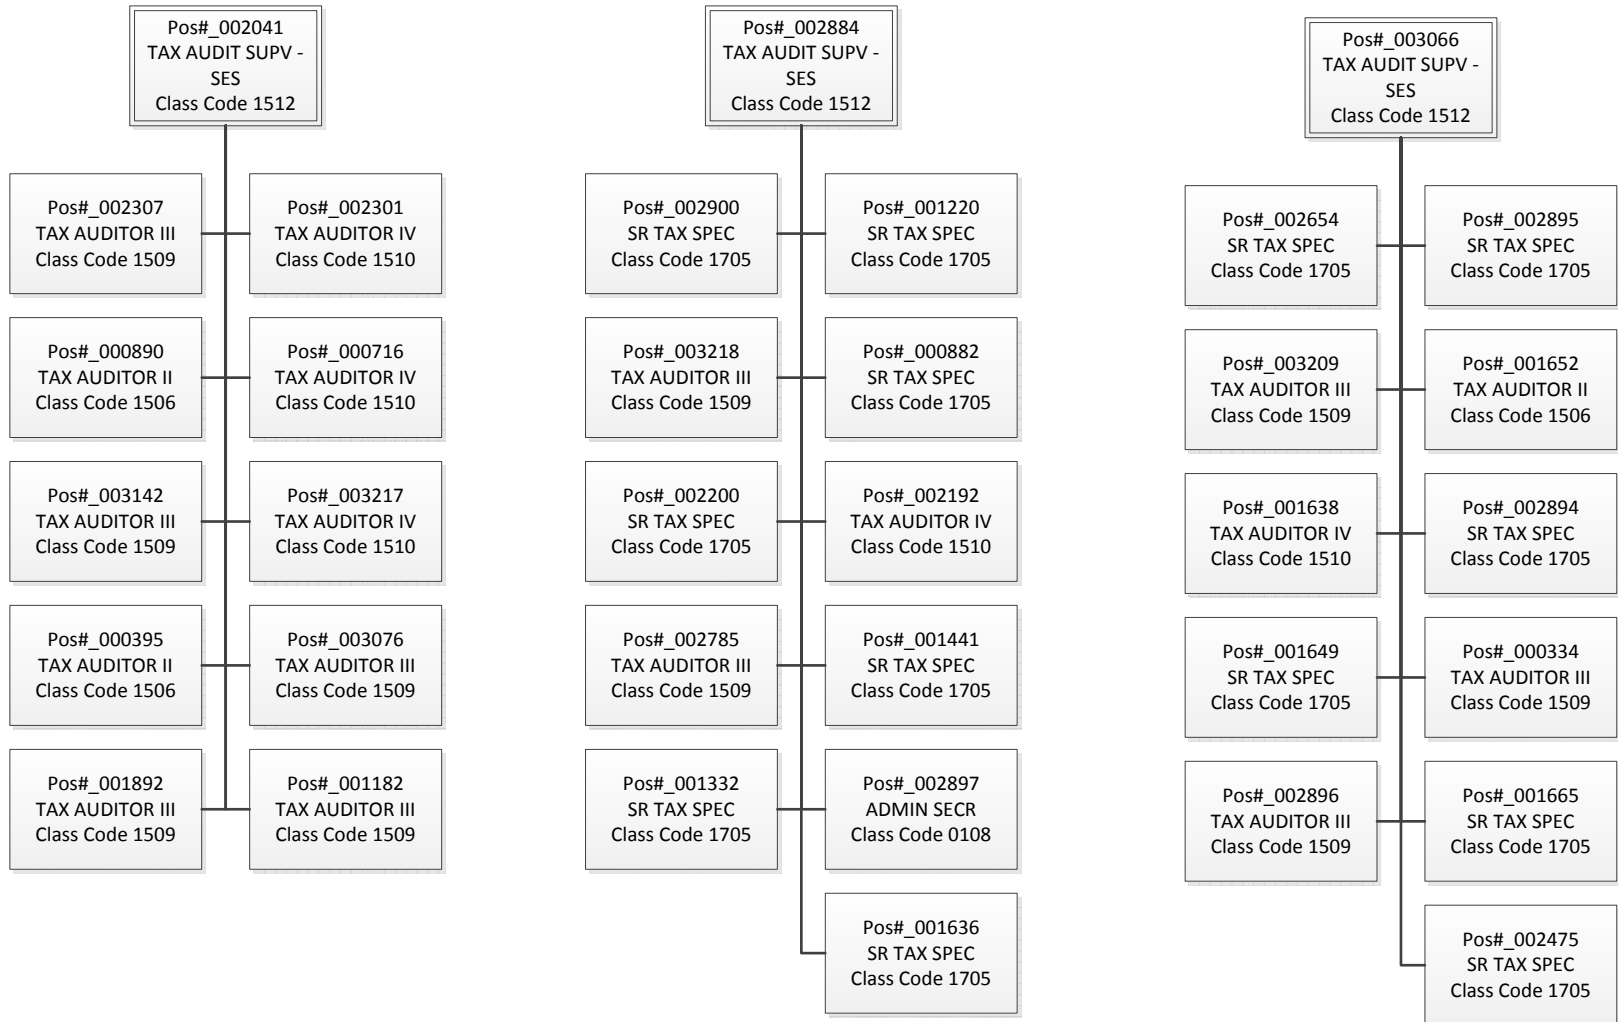 Pos#_002041
TAX AUDIT SUPV -
SES
Class Code 1512
Pos#_002307
TAX AUDITOR III
Class Code 1509
Pos#_002301
TAX AUDITOR IV
Class Code 1510
Pos#_000890
TAX AUDITOR II
Class Code 1506
Pos#_000716
TAX AUDITOR IV
Class Code 1510
Pos#_003142
TAX AUDITOR III
Class Code 1509
Pos#_003217
TAX AUDITOR IV
Class Code 1510
Pos#_000395
TAX AUDITOR II
Class Code 1506
Pos#_003076
TAX AUDITOR III
Class Code 1509
Pos#_001892
TAX AUDITOR III
Class Code 1509
Pos#_001182
TAX AUDITOR III
Class Code 1509
Pos#_002884
TAX AUDIT SUPV -
SES
Class Code 1512
Pos#_002900
SR TAX SPEC
Class Code 1705
Pos#_001220
SR TAX SPEC
Class Code 1705
Pos#_003218
TAX AUDITOR III
Class Code 1509
Pos#_000882
SR TAX SPEC
Class Code 1705
Pos#_002200
SR TAX SPEC
Class Code 1705
Pos#_002192
TAX AUDITOR IV
Class Code 1510
Pos#_002785
TAX AUDITOR III
Class Code 1509
Pos#_001441
SR TAX SPEC
Class Code 1705
Pos#_001332
SR TAX SPEC
Class Code 1705
Pos#_002897
ADMIN SECR
Class Code 0108
Pos#_001636
SR TAX SPEC
Class Code 1705
Pos#_003066
TAX AUDIT SUPV -
SES
Class Code 1512
Pos#_002654
SR TAX SPEC
Class Code 1705
Pos#_002895
SR TAX SPEC
Class Code 1705
Pos#_003209
TAX AUDITOR III
Class Code 1509
Pos#_001652
TAX AUDITOR II
Class Code 1506
Pos#_001638
TAX AUDITOR IV
Class Code 1510
Pos#_002894
SR TAX SPEC
Class Code 1705
Pos#_001649
SR TAX SPEC
Class Code 1705
Pos#_000334
TAX AUDITOR III
Class Code 1509
Pos#_002896
TAX AUDITOR III
Class Code 1509
Pos#_001665
SR TAX SPEC
Class Code 1705
Pos#_002475
SR TAX SPEC
Class Code 1705